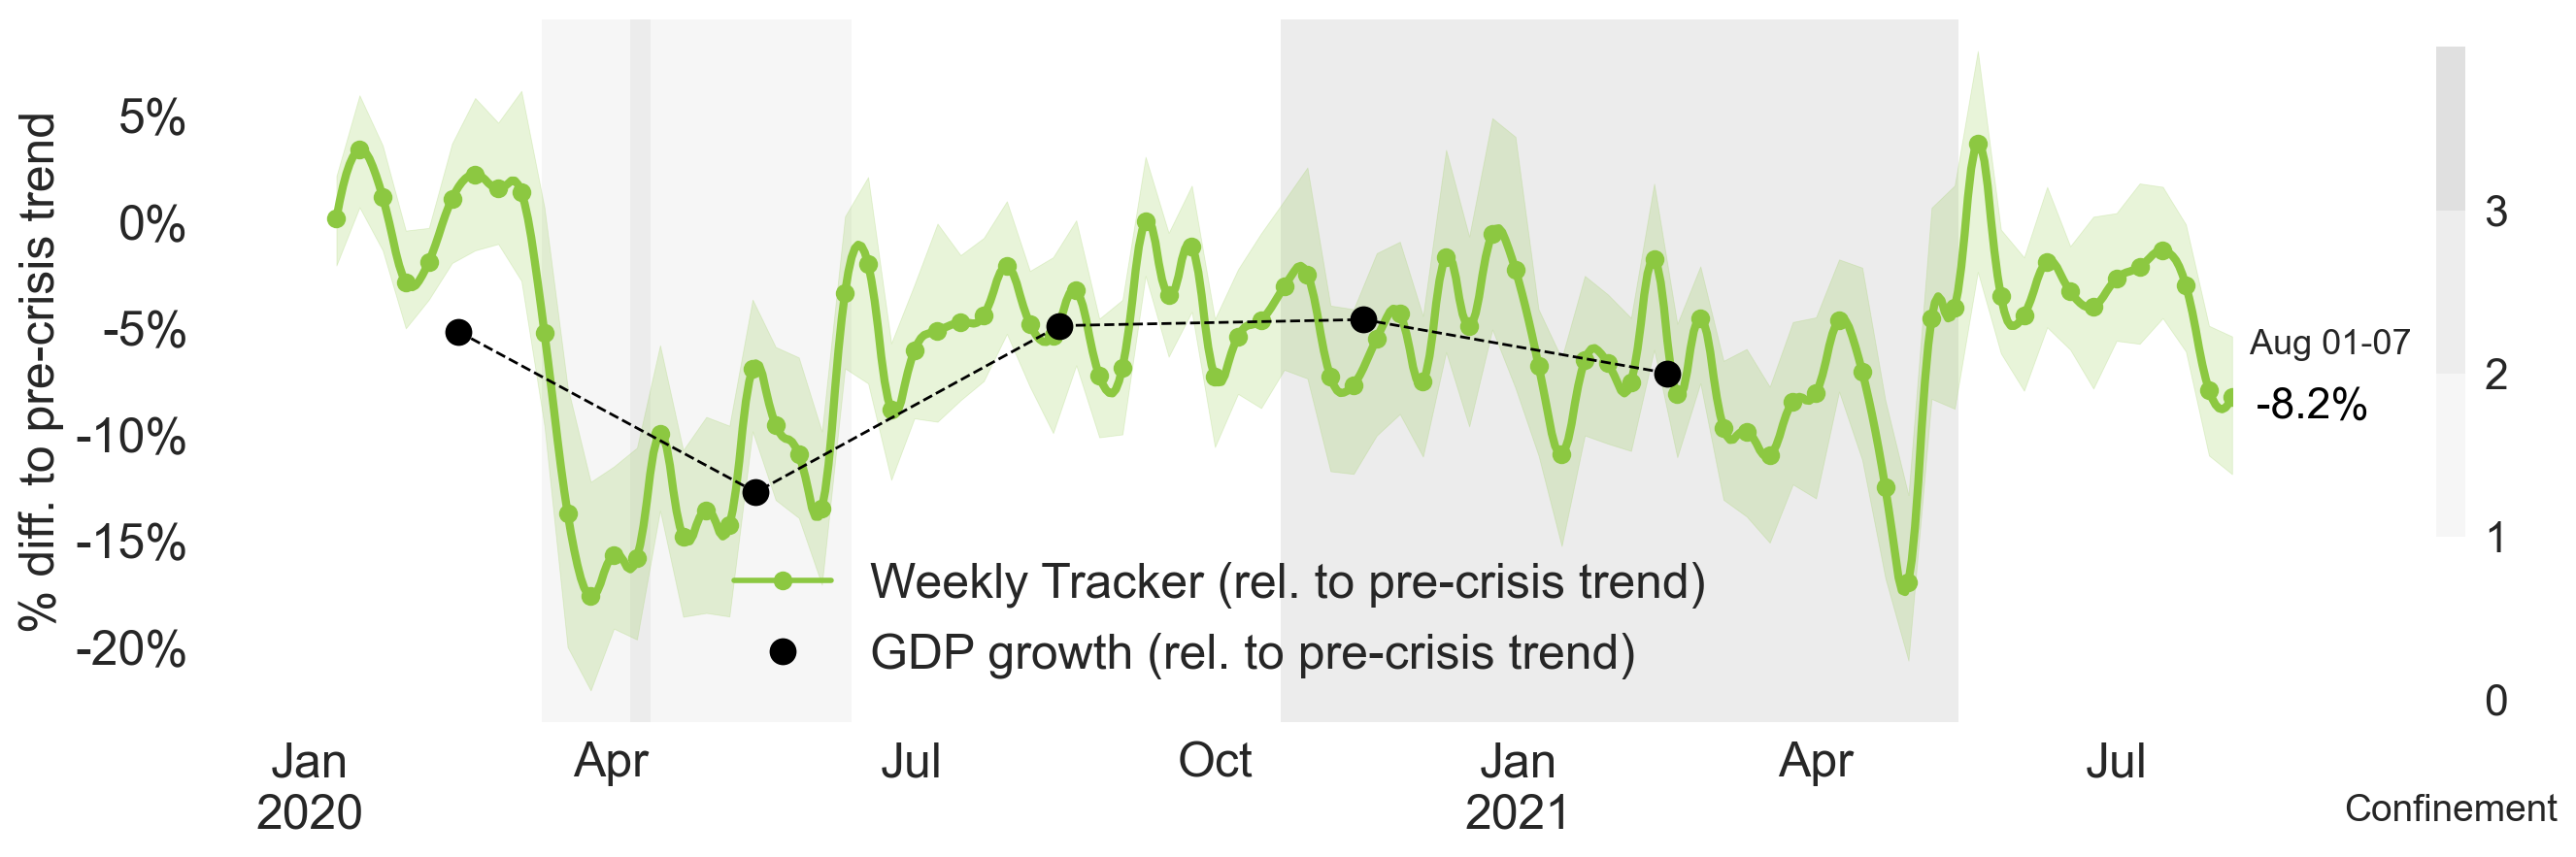 % diff. to pre-crisis trend
5%
0%
-5%
-10%
-15%
-20%
Aug 01-07
-8.2%
Weekly Tracker (rel. to pre-crisis trend)
GDP growth (rel. to pre-crisis trend)
Jan
2020
Apr
Jul
Oct
Jan
2021
Apr
Jul
3
2
1
0
Confinement